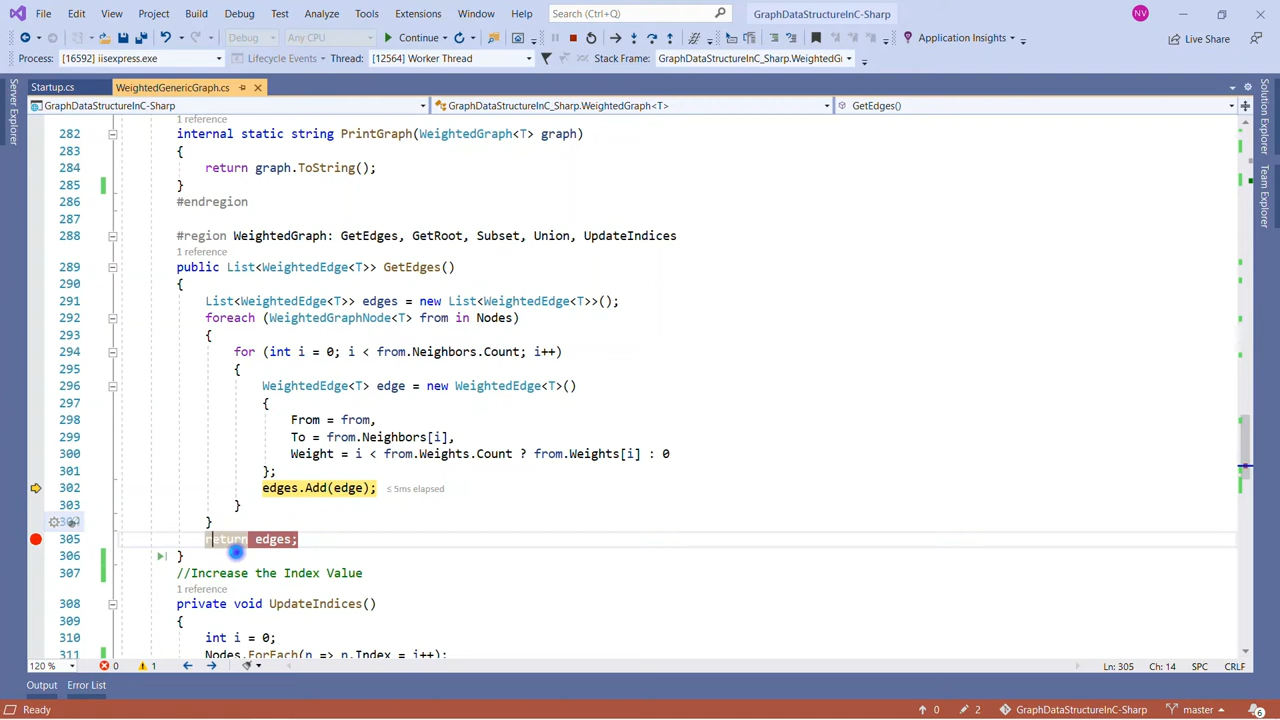 File Edit View Project Build Debug Test Analyze Tools Extensions Window Help Search (Ctrl+Q) GraphDataStructureInC-Sharp NV
Debug Any CPU Continue Application Insights Live Share
Process: [16592] iisexpress.exe Lifecycle Events Thread: [12564] Worker Thread Stack Frame: GraphDataStructureInC_Sharp.WeightedG
Startup.cs WeightedGenericGraph.cs
GraphDataStructureInC-Sharp GraphDataStructureInC_Sharp.WeightedGraph<T> GetEdges()
Server Explorer
Solution Explorer
Team Explorer
1 reference
282 internal static string PrintGraph(WeightedGraph<T> graph)
283 {
284 return graph.ToString();
285 }
286 #endregion
287
288 #region WeightedGraph: GetEdges, GetRoot, Subset, Union, UpdateIndices
1 reference
289 public List<WeightedEdge<T>> GetEdges()
290 {
291 List<WeightedEdge<T>> edges = new List<WeightedEdge<T>>();
292 foreach (WeightedGraphNode<T> from in Nodes)
293 {
294 for (int i = 0; i < from.Neighbors.Count; i++)
295 {
296 WeightedEdge<T> edge = new WeightedEdge<T>()
297 {
298 From = from,
299 To = from.Neighbors[i],
300 Weight = i < from.Weights.Count ? from.Weights[i] : 0
301 };
302 edges.Add(edge); ≤ 5ms elapsed
303 }
304 }
305 return edges;
306 }
307 //Increase the Index Value
1 reference
308 private void UpdateIndices()
309 {
310 int i = 0;
311 Nodes.ForEach(n => n.Index = i++);
120 % 0 1 Ln: 305 Ch: 14 SPC CRLF
Output Error List
Ready 0 2 GraphDataStructureInC-Sharp master 6